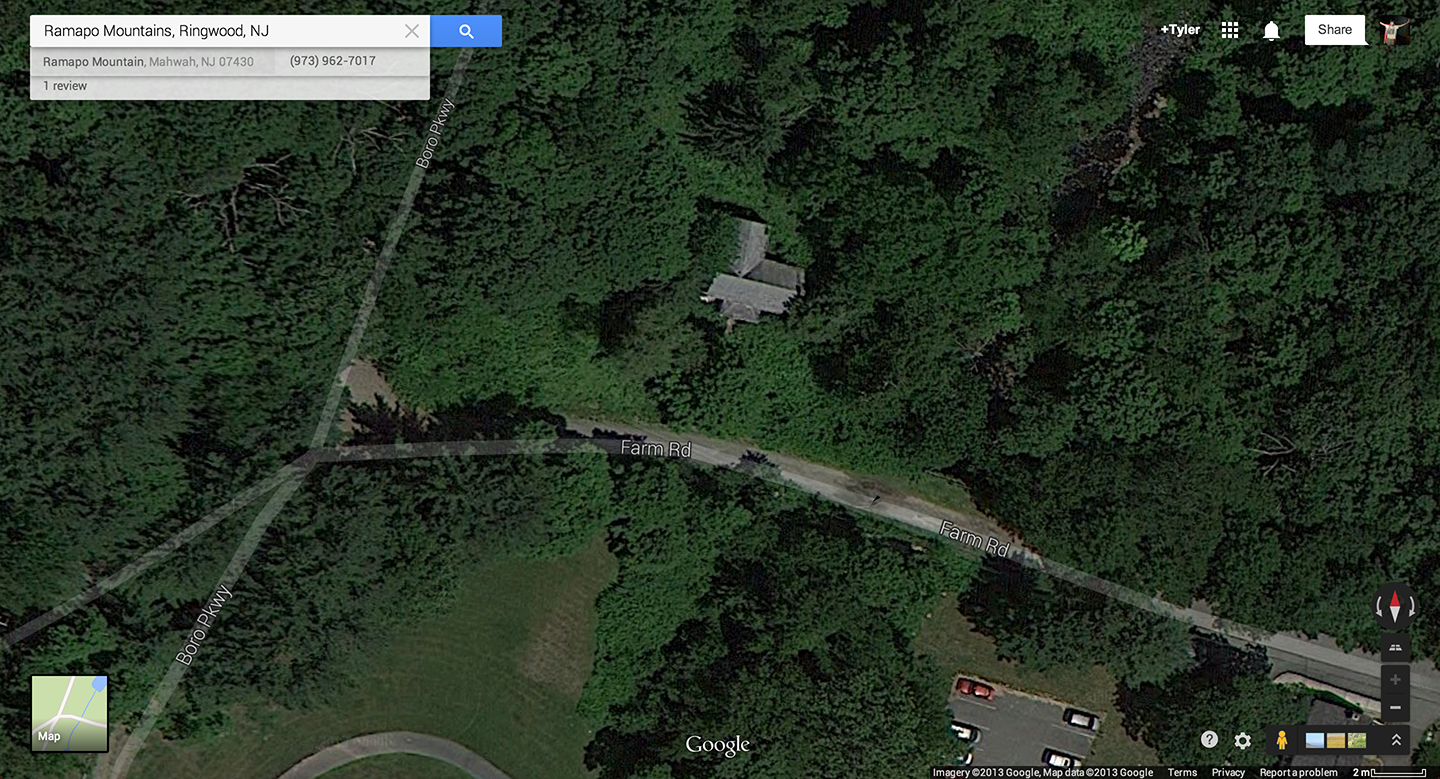 Ramapo Mountains, Ringwood, NJ
Ramapo Mountain, Mahwah, NJ 07430 (973) 962-7017
1 review
+Tyler
Share
Boro Pkwy
Farm Rd
Farm Rd
Boro Pkwy
Map
Google
Imagery ©2013 Google, Map data ©2013 Google Terms Privacy Report a problem 2 m